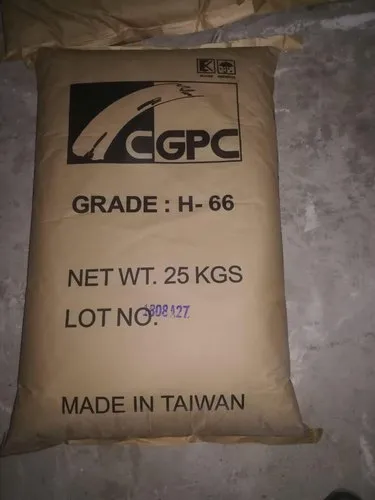 CGPC
GRADE : H- 66
NET WT. 25 KGS
LOT NO.
MADE IN TAIWAN